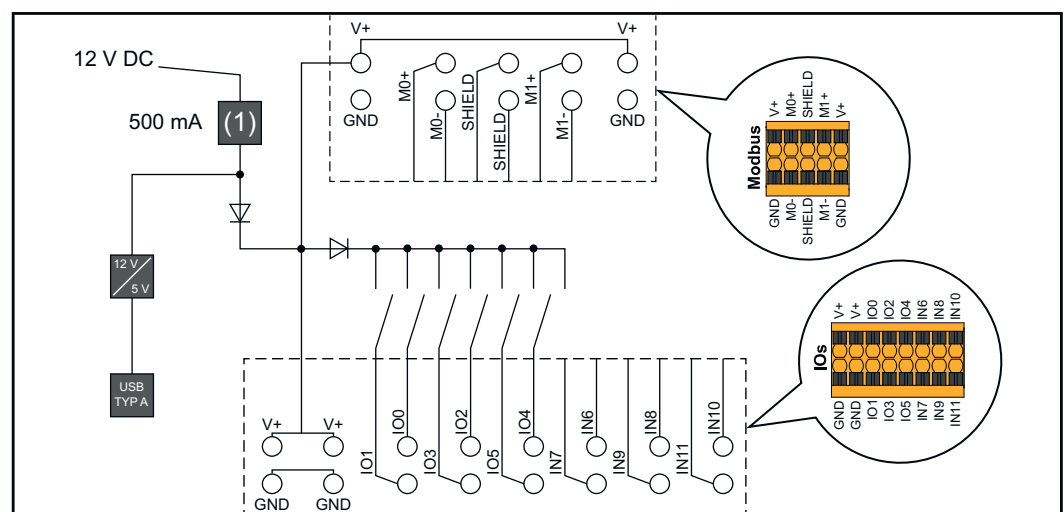 12 V DC
500 mA
(1)
12 V
5 V
USB
TYP A
V+
V+
M0+
SHIELD
M1+
GND
M0-
SHIELD
M1-
GND
V+
M0+
SHIELD
M1+
V+
Modbus
GND
M0-
SHIELD
M1-
GND
V+
V+
IO0
IO2
IO4
IN6
IN8
IN10
IOs
GND
GND
IO1
IO3
IO5
IN7
IN9
IN11
V+
V+
IO1
IO0
IO3
IO2
IO5
IO4
IN7
IN6
IN9
IN8
IN11
IN10
GND
GND